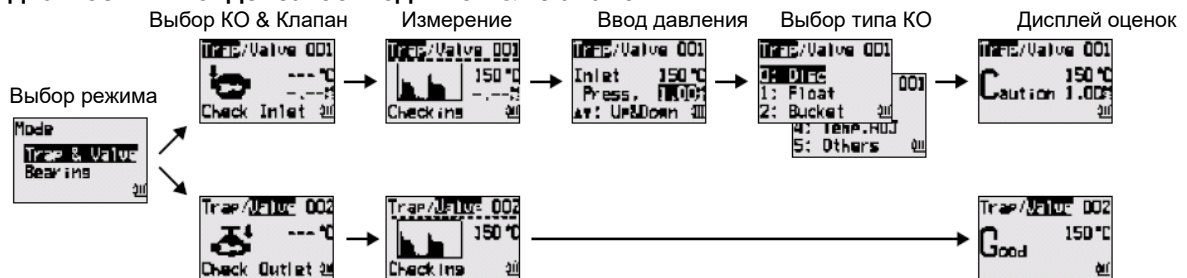 Выбор КО & Клапан
Измерение
Ввод давления
Выбор типа КО
Дисплей оценок
Выбор режима
Mode
Trap & Valve
Bearing
Trap/Valve 001
--- °C
Check Inlet
Trap/Valve 001
150 °C
Checking
Trap/Valve 001
Inlet 150 °C
Press. 1.00
▲▼: Up&Down
Trap/Valve 001
0: Disc
1: Float
2: Bucket
001
4: Temp.ADJ
5: Others
Trap/Valve 001
150 °C
Caution 1.00
Trap/Valve 002
--- °C
Check Outlet
Trap/Valve 002
150 °C
Checking
Trap/Valve 002
150 °C
Good